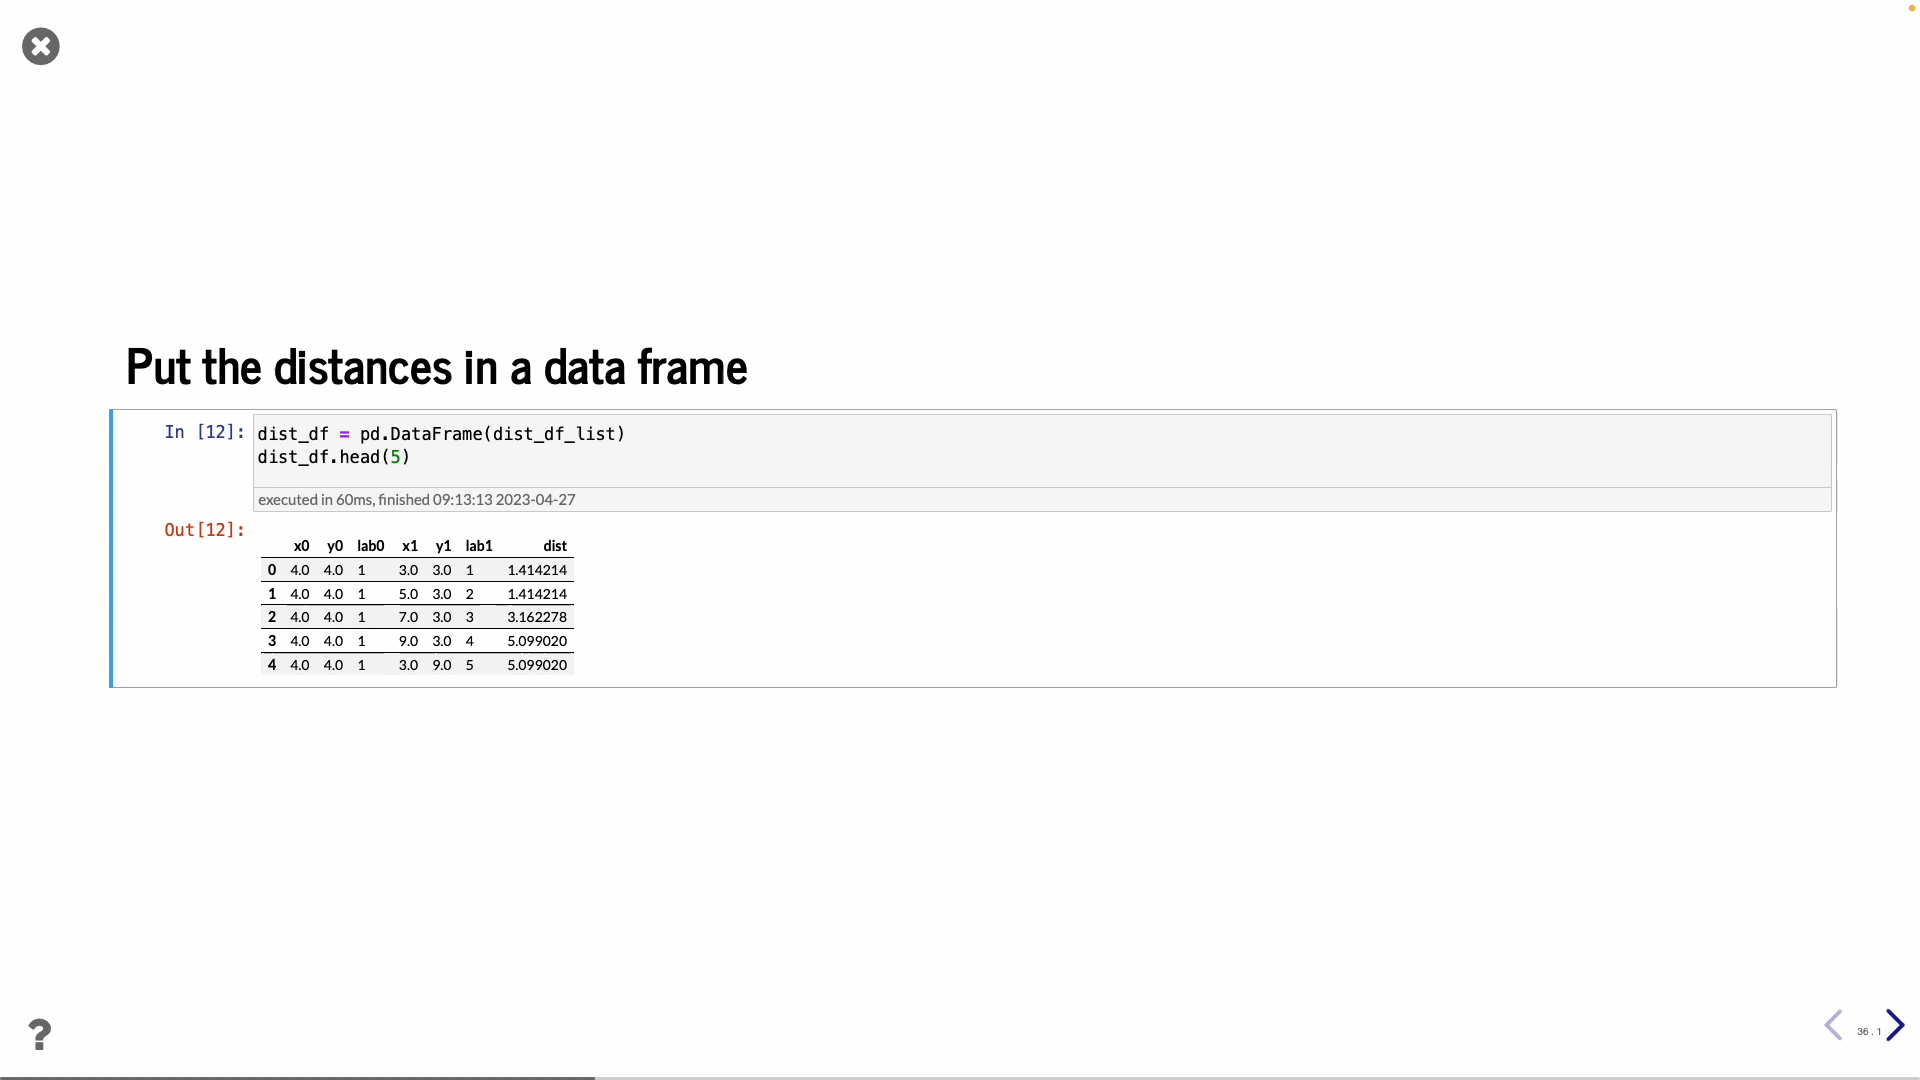 Put the distances in a data frame
In [12]: dist_df = pd.DataFrame(dist_df_list)
dist_df.head(5)
executed in 60ms, finished 09:13:13 2023-04-27
Out[12]:
x0 y0 lab0 x1 y1 lab1 dist
0 4.0 4.0 1 3.0 3.0 1 1.414214
1 4.0 4.0 1 5.0 3.0 2 1.414214
2 4.0 4.0 1 7.0 3.0 3 3.162278
3 4.0 4.0 1 9.0 3.0 4 5.099020
4 4.0 4.0 1 3.0 9.0 5 5.099020
?
36 . 1